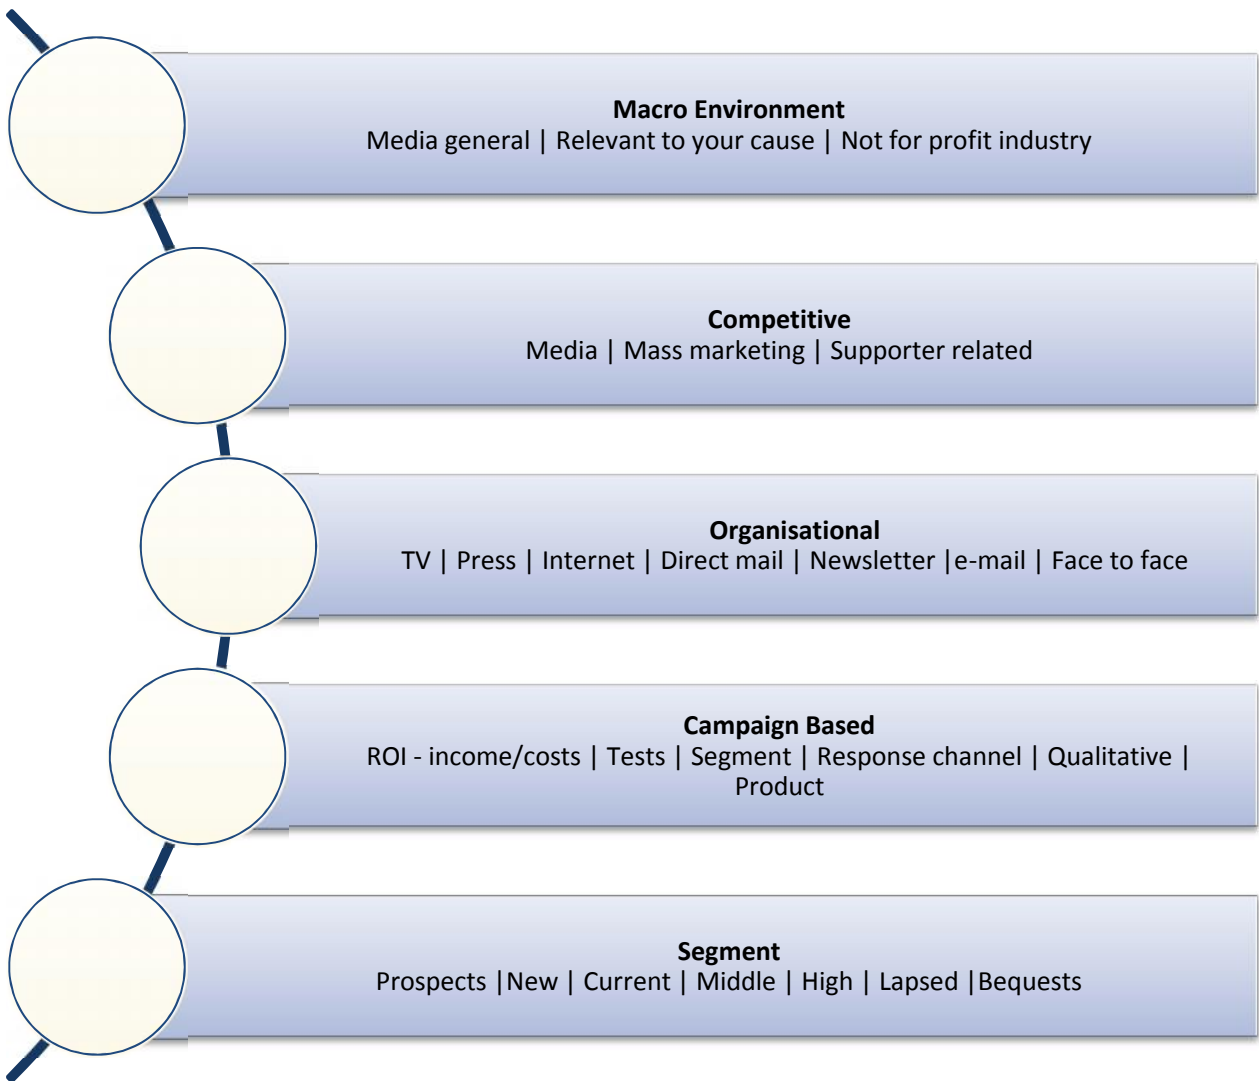 Macro Environment
Media general | Relevant to your cause | Not for profit industry
Competitive
Media | Mass marketing | Supporter related
Organisational
TV | Press | Internet | Direct mail | Newsletter |e-mail | Face to face
Campaign Based
ROI - income/costs | Tests | Segment | Response channel | Qualitative |
Product
Segment
Prospects |New | Current | Middle | High | Lapsed |Bequests